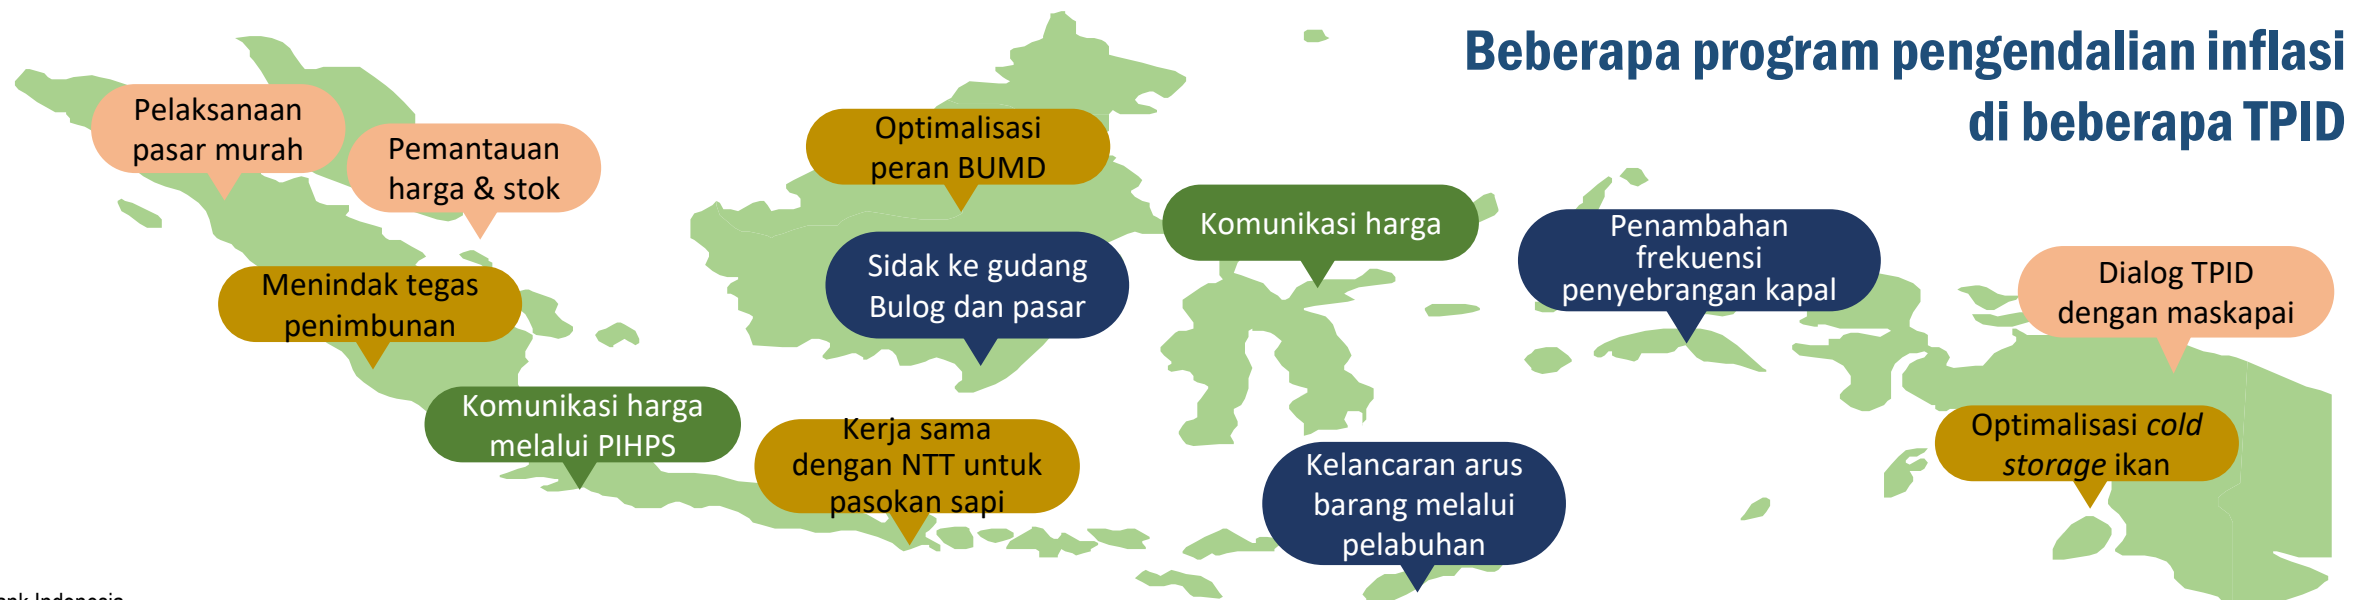 Beberapa program pengendalian inflasi
di beberapa TPID
Pelaksanaan
pasar murah
Pemantauan
harga & stok
Optimalisasi
peran BUMD
Komunikasi harga
Penambahan
frekuensi
penyebrangan kapal
Sidak ke gudang
Bulog dan pasar
Dialog TPID
dengan maskapai
Menindak tegas
penimbunan
Komunikasi harga
melalui PIHPS
Kerja sama
dengan NTT untuk
pasokan sapi
Kelancaran arus
barang melalui
pelabuhan
Optimalisasi cold
storage ikan
Indonesia